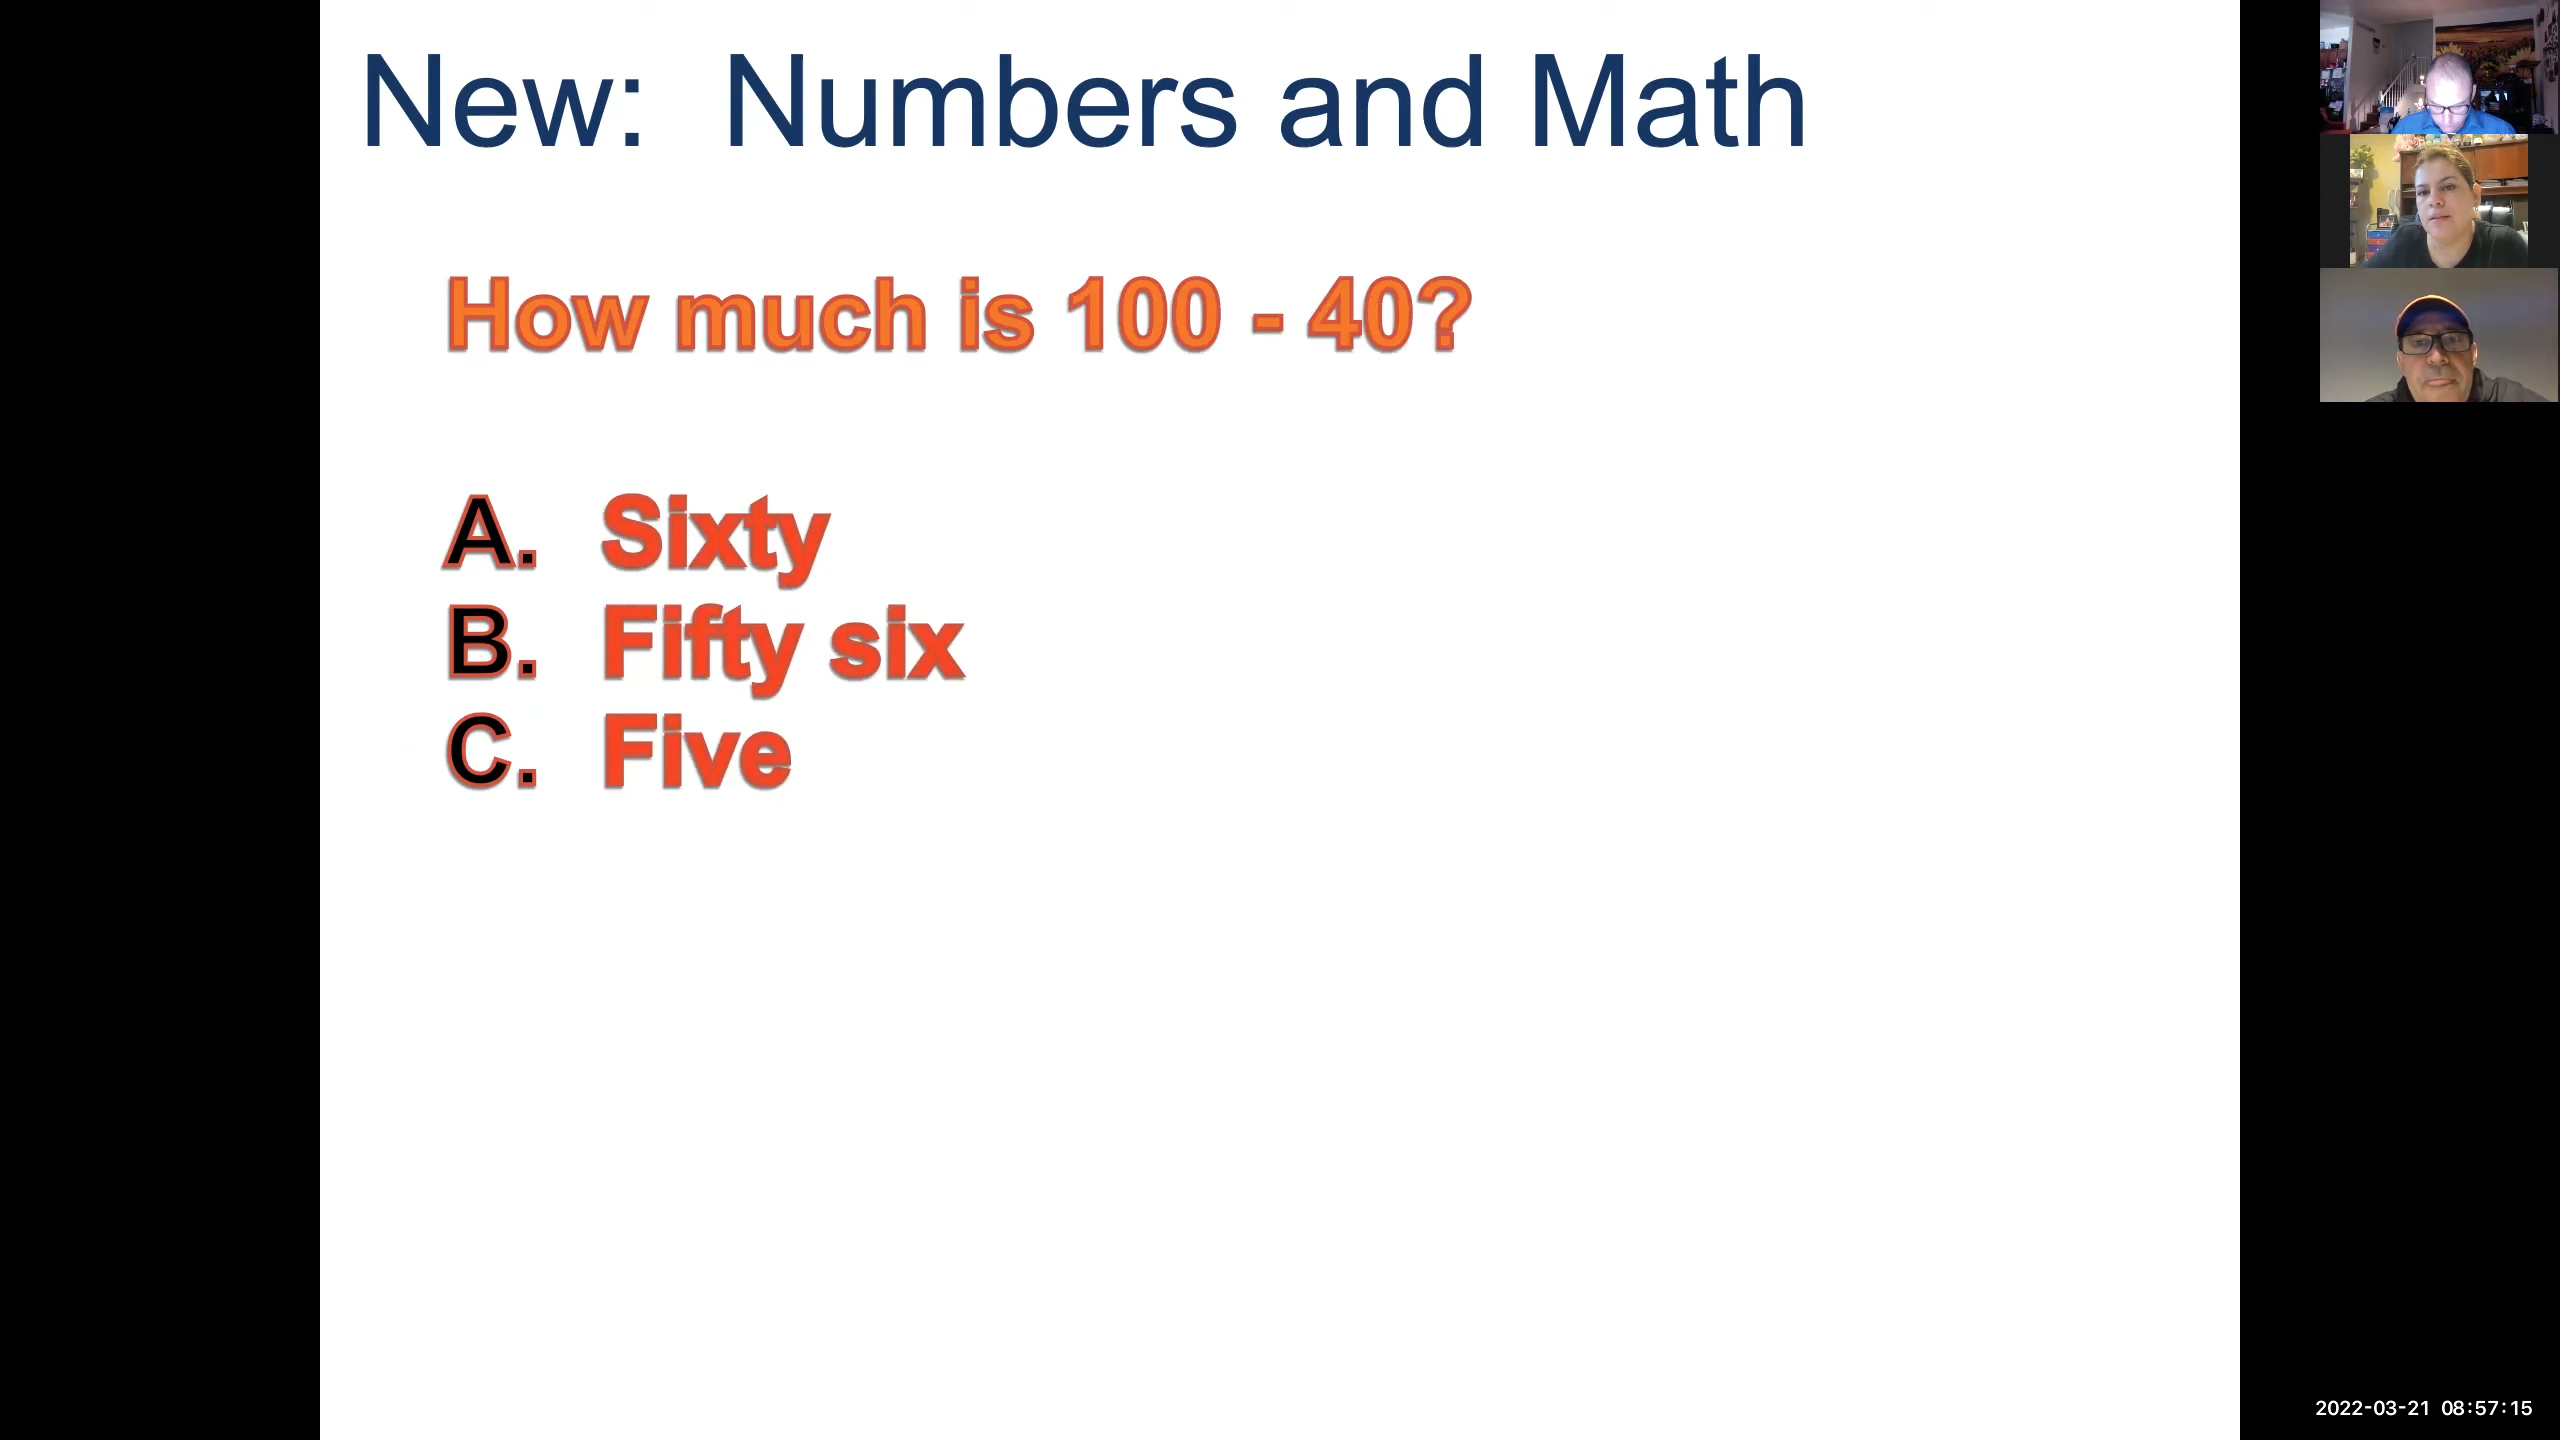 New: Numbers and Math
How much is 100 - 40?
A. Sixty
B. Fifty six
C. Five
2022-03-21 08:57:15